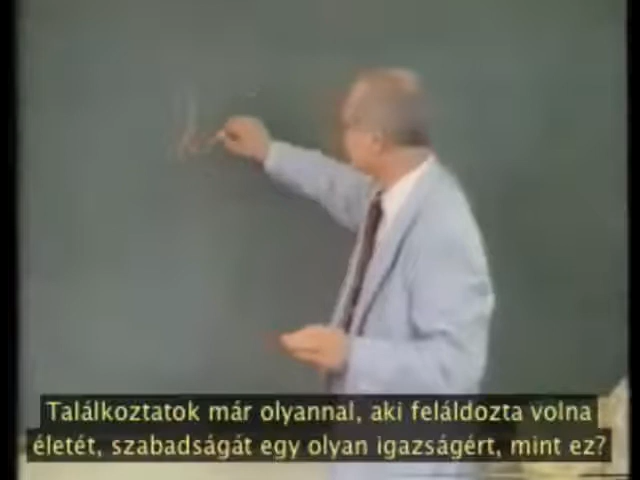 Találkoztatok már olyannal, aki feláldozta volna
életét, szabadságát egy olyan igazságért, mint ez?